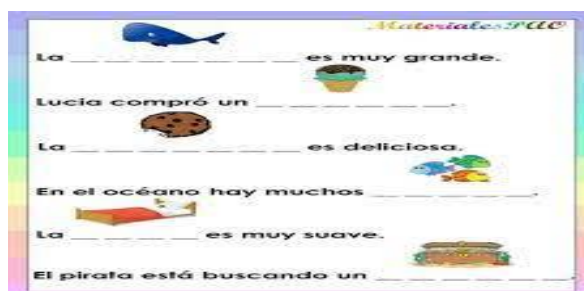 MaterialesPAC
La _ _ _ _ _ _ _ es muy grande.
Lucia compró un _ _ _ _ _ _.
La _ _ _ _ _ _ _ es deliciosa.
En el océano hay muchos _ _ _ _ _.
La _ _ _ _ es muy suave.
El pirata está buscando un _ _ _ _ _ _.